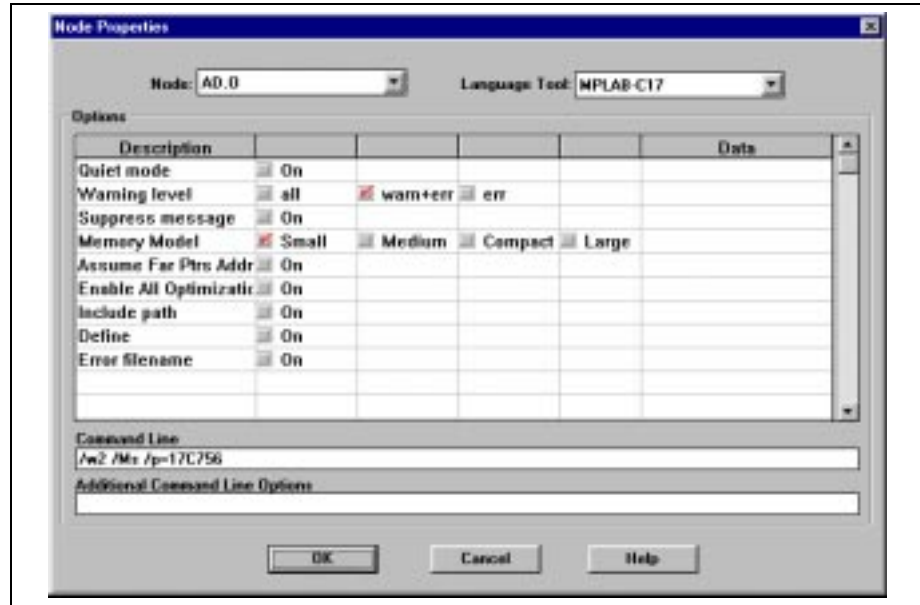 Node Properties
Node: AD.O Language Tool: MPLAB-C17
Options
Description Data
Quiet mode On
Warning level all warn+err err
Suppress message On
Memory Model Small Medium Compact Large
Assume Far Ptrs Addr On
Enable All Optimizatic On
Include path On
Define On
Error filename On
Command Line
/w2 /Ms /p=17C756
Additional Command Line Options
OK Cancel Help